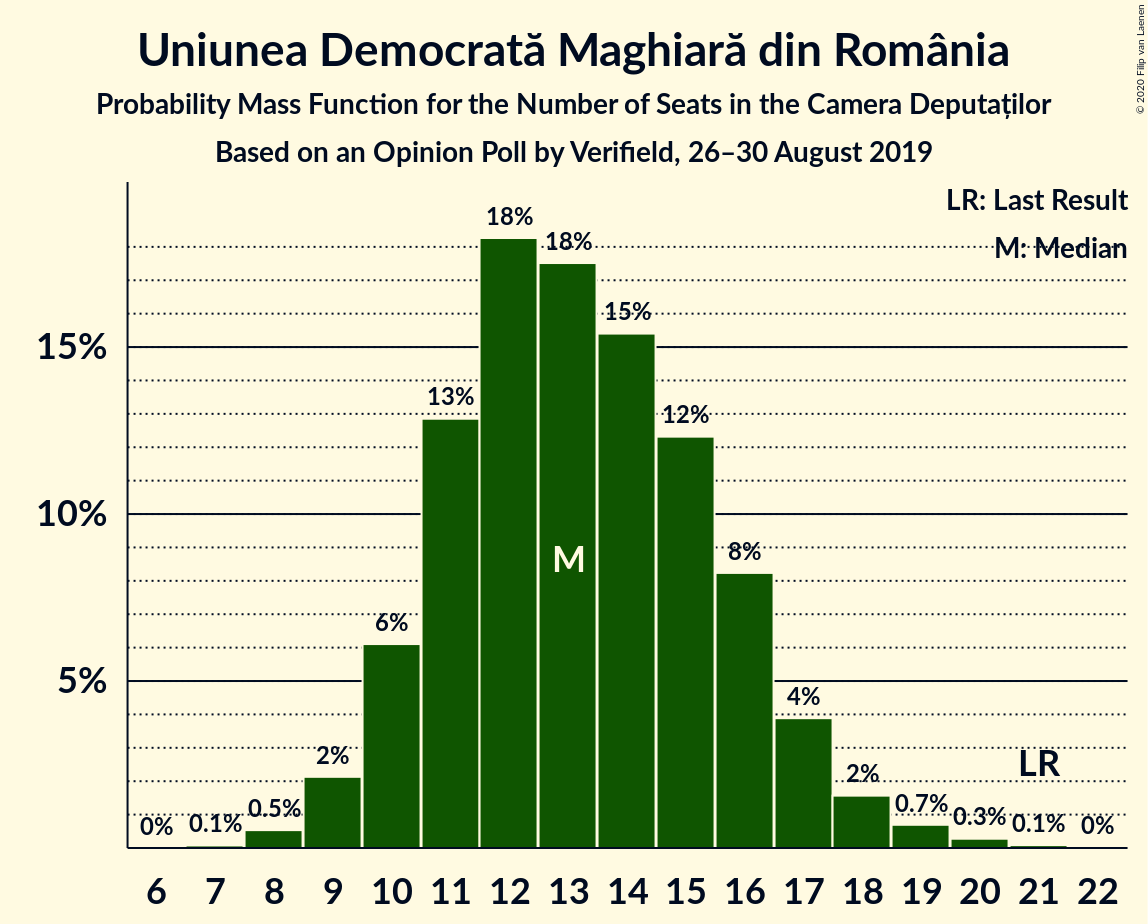 Uniunea Democrată Maghiară din România
Probability Mass Function for the Number of Seats in the Camera Deputaților
Based on an Opinion Poll by Verifield, 26–30 August 2019
© 2020 Filip van Laenen
LR: Last Result
M: Median
18%
18%
15%
15%
13%
12%
10%
8%
M
6%
5%
4%
2%
LR
2%
0%
0.1%
0.5%
0.7%
0.3%
0.1%
0%
6 7 8 9 10 11 12 13 14 15 16 17 18 19 20 21 22